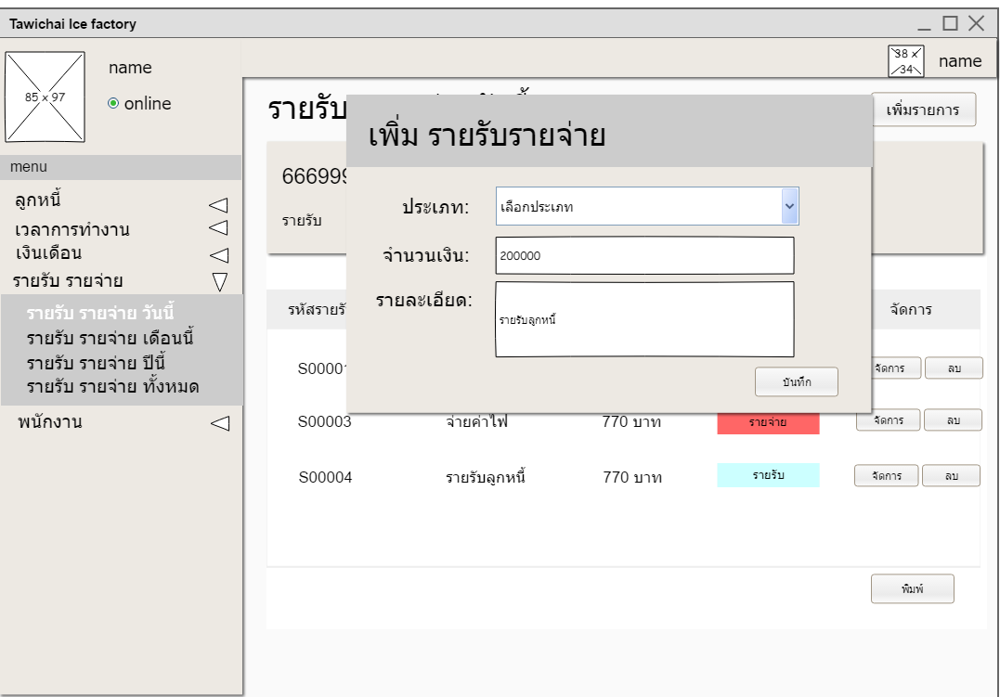 Tawichai Ice factory
85 x 97
name
online
38 x 34
name
menu
ลูกหนี้
เวลาการทำงาน
เงินเดือน
รายรับ รายจ่าย
รายรับ รายจ่าย วันนี้
รายรับ รายจ่าย เดือนนี้
รายรับ รายจ่าย ปีนี้
รายรับ รายจ่าย ทั้งหมด
พนักงาน
รายรับ
เพิ่มรายการ
666999
รายรับ
เพิ่ม รายรับรายจ่าย
ประเภท: เลือกประเภท
จำนวนเงิน: 200000
รายละเอียด: รายรับลูกหนี้
บันทึก
รหัสรายรั จัดการ
S00001 จัดการ ลบ
S00003 จ่ายค่าไฟ 770 บาท รายจ่าย จัดการ ลบ
S00004 รายรับลูกหนี้ 770 บาท รายรับ จัดการ ลบ
พิมพ์